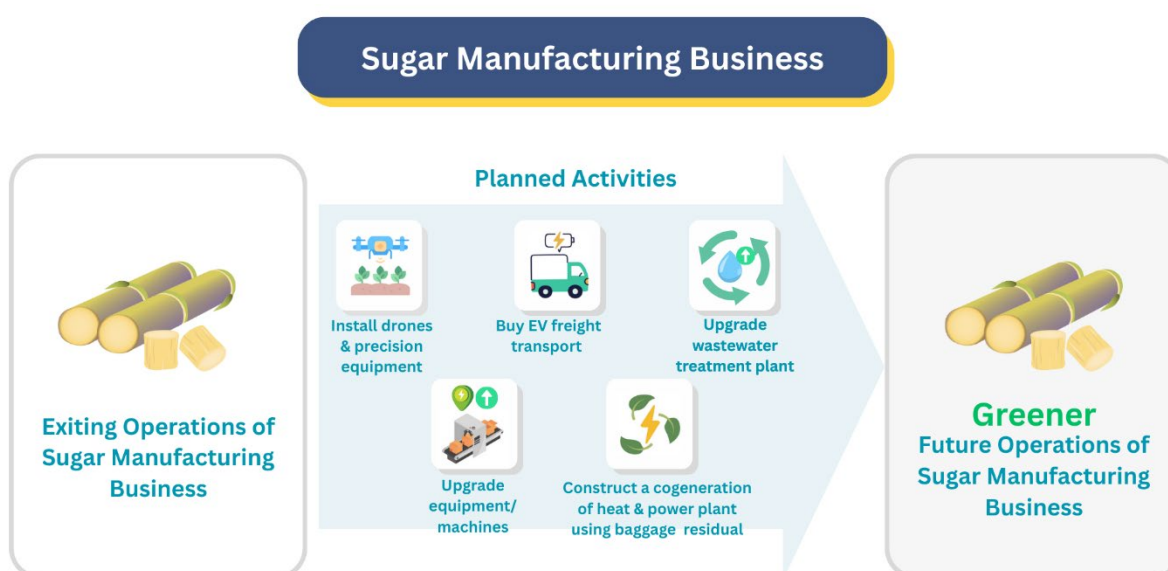 Sugar Manufacturing Business
Exiting Operations of
Sugar Manufacturing
Business
Planned Activities
Install drones
& precision
equipment
Buy EV freight
transport
Upgrade
wastewater
treatment plant
Upgrade
equipment/
machines
Construct a cogeneration
of heat & power plant
using baggage residual
Greener
Future Operations of
Sugar Manufacturing
Business